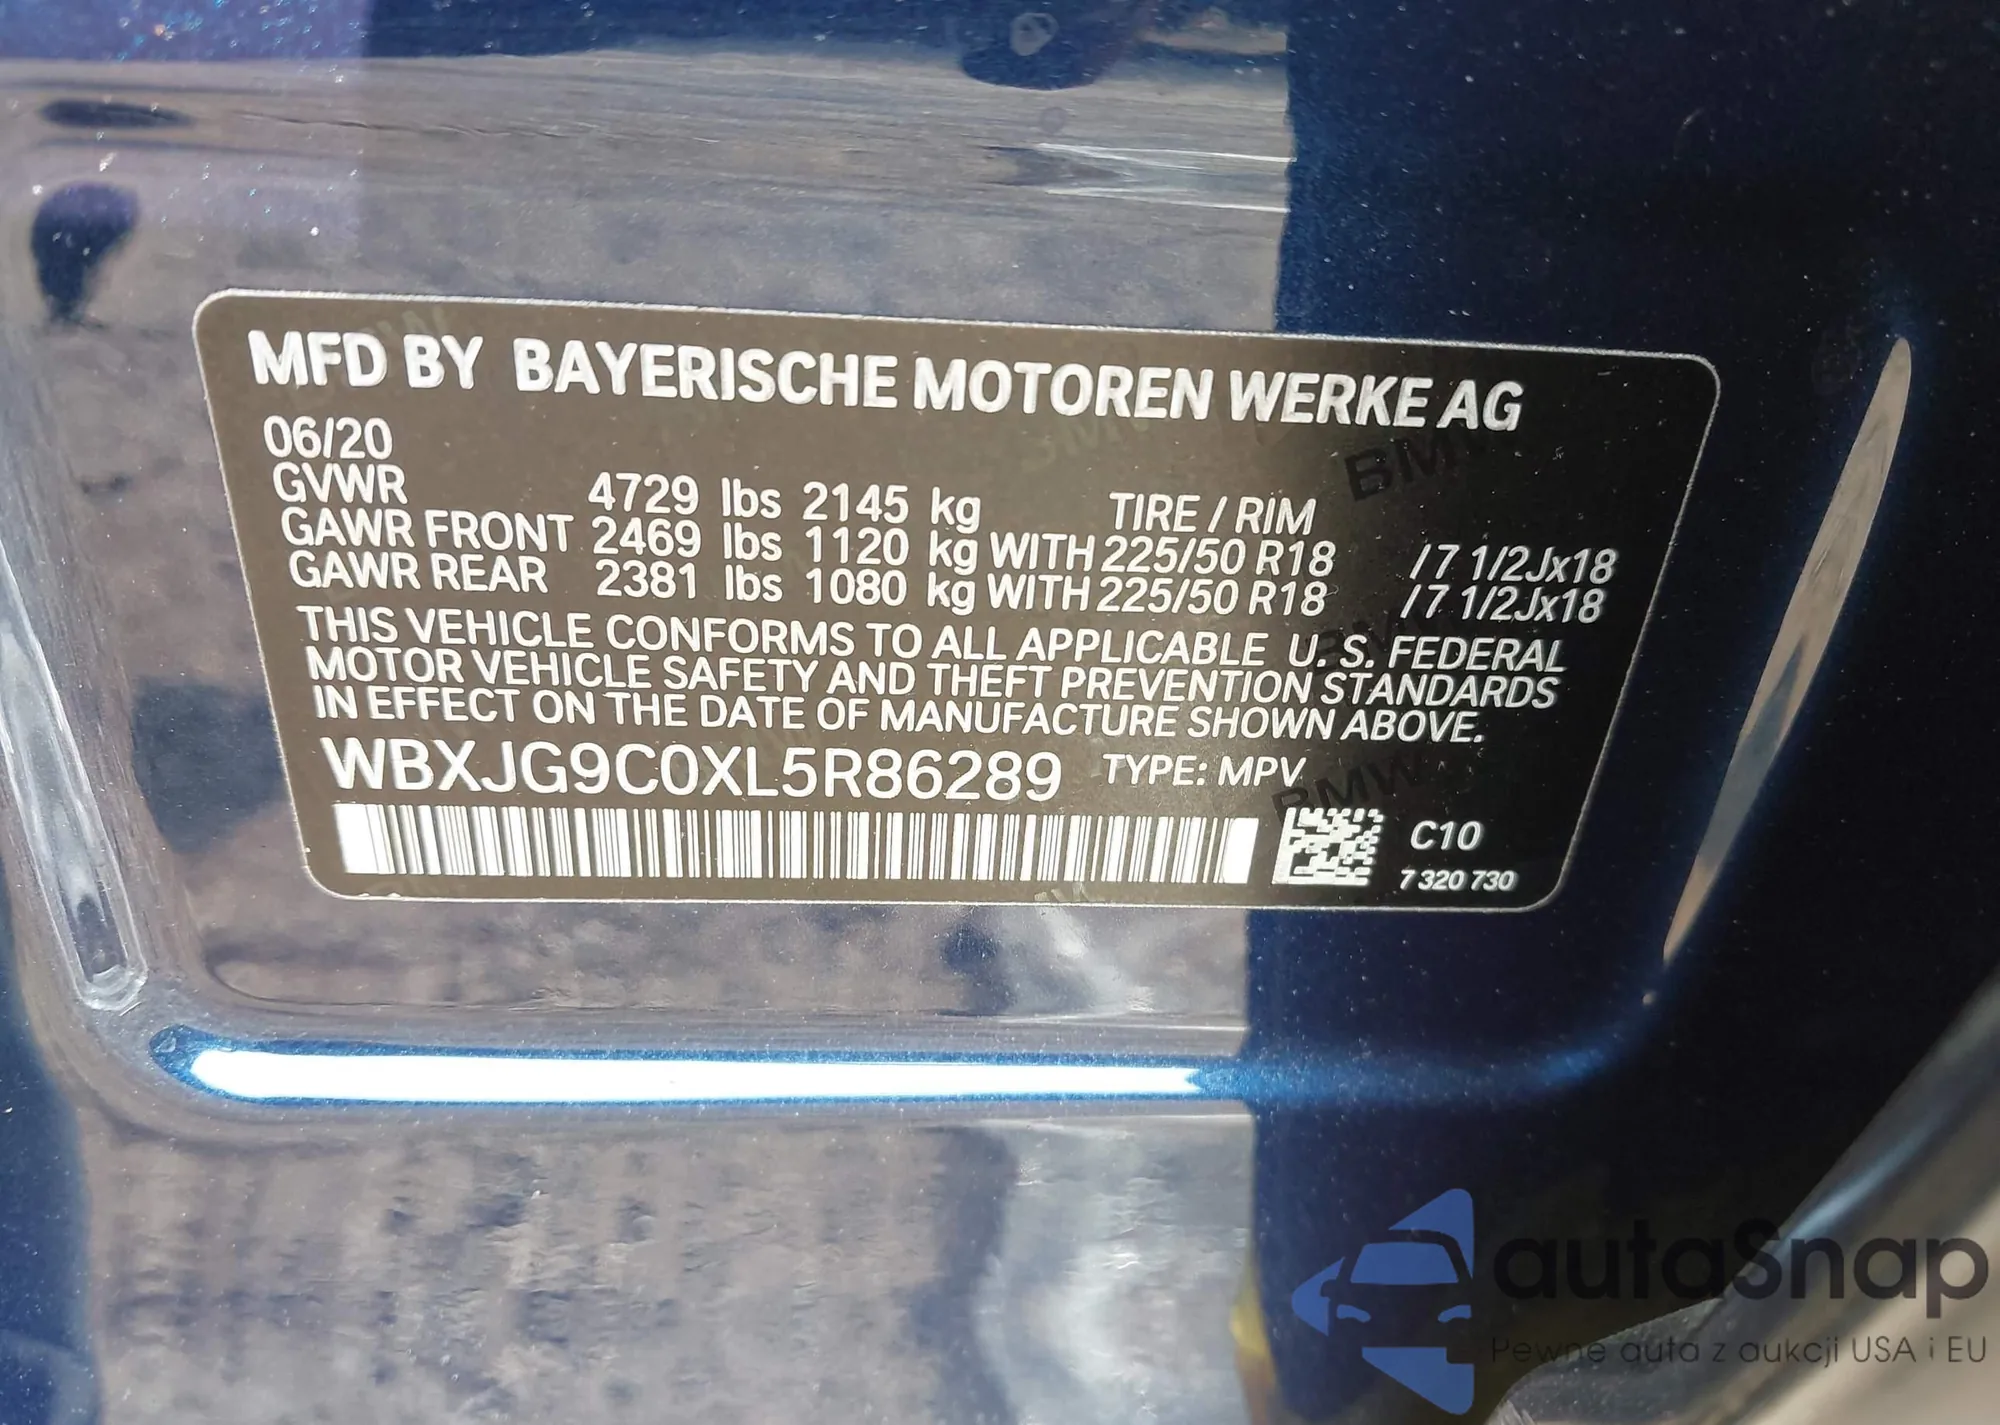 MFD BY BAYERISCHE MOTOREN WERKE AG
06/20
GVWR 4729 lbs 2145 kg TIRE / RIM
GAWR FRONT 2469 lbs 1120 kg WITH 225/50 R18 /7 1/2Jx18
GAWR REAR 2381 lbs 1080 kg WITH 225/50 R18 /7 1/2Jx18
THIS VEHICLE CONFORMS TO ALL APPLICABLE U. S. FEDERAL
MOTOR VEHICLE SAFETY AND THEFT PREVENTION STANDARDS
IN EFFECT ON THE DATE OF MANUFACTURE SHOWN ABOVE.
WBXJG9C0XL5R86289 TYPE: MPV
C10
7 320 730
autaSnap
Pewne auta z aukcji USA i EU